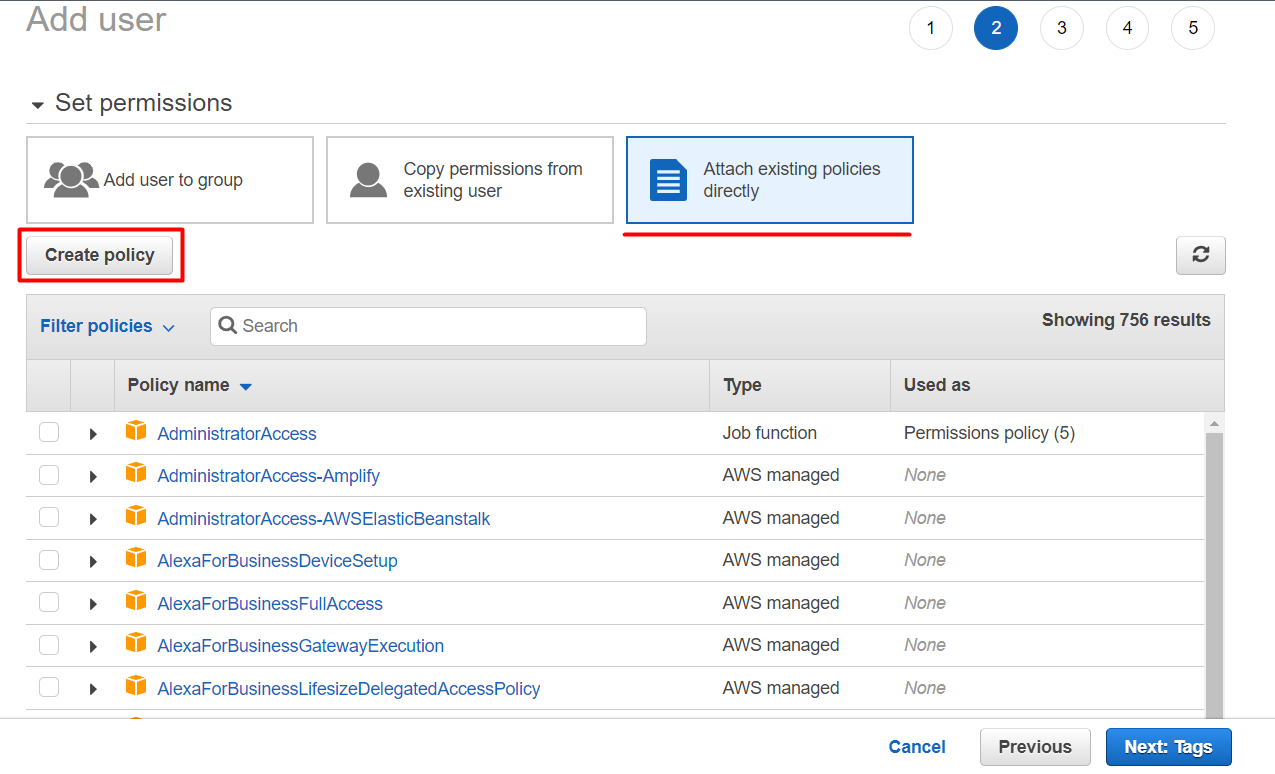 Add user
1 2 3 4 5
Set permissions
Add user to group
Copy permissions from
existing user
Attach existing policies
directly
Create policy
Filter policies
Search
Showing 756 results
Policy name Type Used as
AdministratorAccess Job function Permissions policy (5)
AdministratorAccess-Amplify AWS managed None
AdministratorAccess-AWSElasticBeanstalk AWS managed None
AlexaForBusinessDeviceSetup AWS managed None
AlexaForBusinessFullAccess AWS managed None
AlexaForBusinessGatewayExecution AWS managed None
AlexaForBusinessLifesizeDelegatedAccessPolicy AWS managed None
Cancel Previous Next: Tags